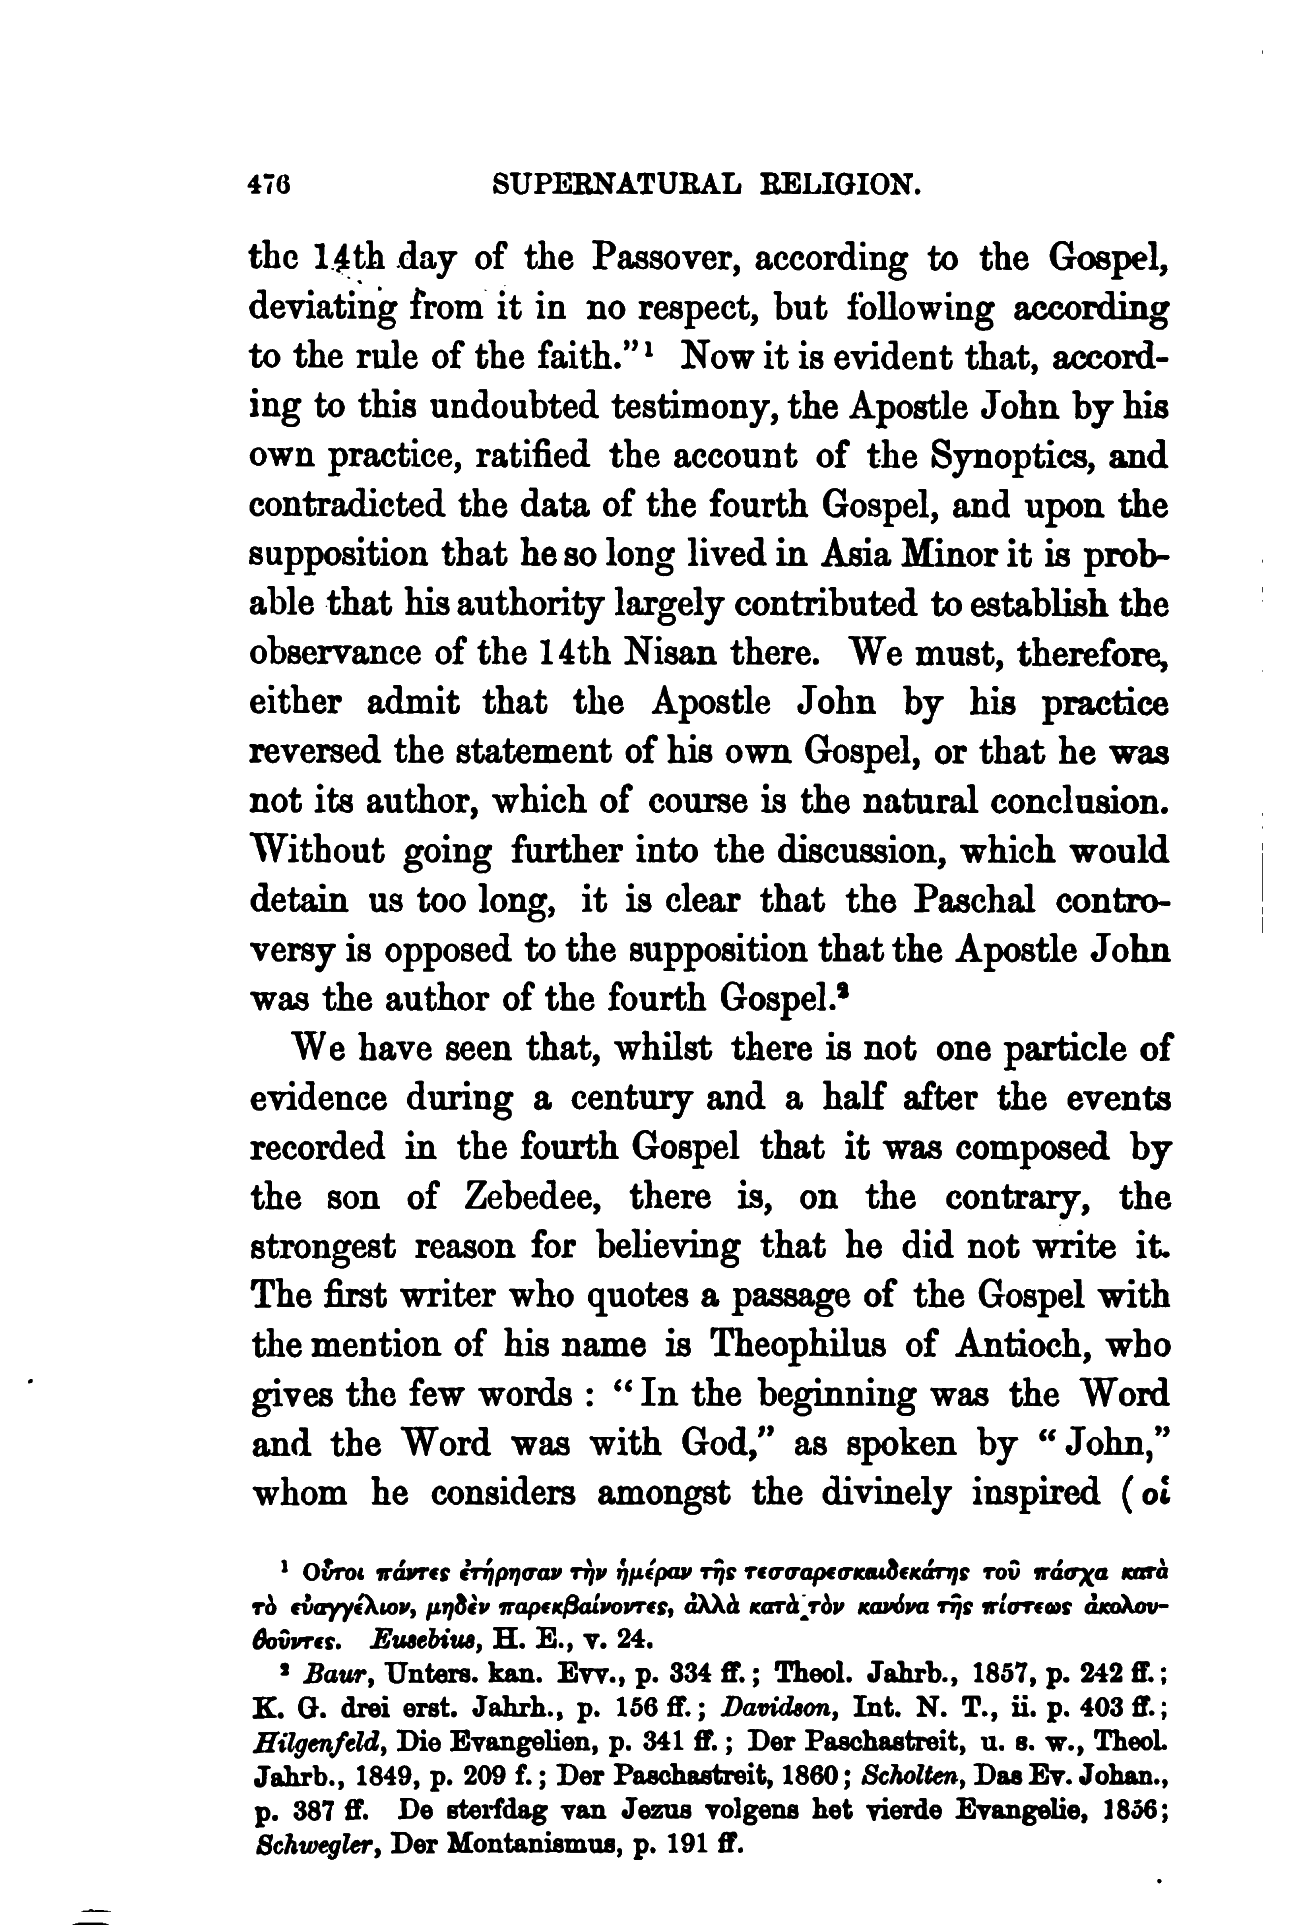 476 SUPERNATURAL RELIGION.
the 14th day of the Passover, according to the Gospel,
deviating from it in no respect, but following according
to the rule of the faith.”¹ Now it is evident that, accord-
ing to this undoubted testimony, the Apostle John by his
own practice, ratified the account of the Synoptics, and
contradicted the data of the fourth Gospel, and upon the
supposition that he so long lived in Asia Minor it is prob-
able that his authority largely contributed to establish the
observance of the 14th Nisan there. We must, therefore,
either admit that the Apostle John by his practice
reversed the statement of his own Gospel, or that he was
not its author, which of course is the natural conclusion.
Without going further into the discussion, which would
detain us too long, it is clear that the Paschal contro-
versy is opposed to the supposition that the Apostle John
was the author of the fourth Gospel.²
We have seen that, whilst there is not one particle of
evidence during a century and a half after the events
recorded in the fourth Gospel that it was composed by
the son of Zebedee, there is, on the contrary, the
strongest reason for believing that he did not write it.
The first writer who quotes a passage of the Gospel with
the mention of his name is Theophilus of Antioch, who
gives the few words : “In the beginning was the Word
and the Word was with God,” as spoken by “John,”
whom he considers amongst the divinely inspired (οἱ
¹ Οὗτοι πάντες ἐτήρησαν τὴν ἡμέραν τῆς τεσσαρεσκαιδεκάτης τοῦ πάσχα κατὰ
τὸ εὐαγγέλιον, μηδὲν παρεκβαίνοντες, ἀλλὰ κατὰ τὸν κανόνα τῆς πίστεως ἀκολου-
θοῦντες. Eusebius, H. E., v. 24.
² Baur, Unters. kan. Evv., p. 334 ff. ; Theol. Jahrb., 1857, p. 242 ff. ;
K. G. drei erst. Jahrh., p. 156 ff. ; Davidson, Int. N. T., ii. p. 403 ff. ;
Hilgenfeld, Die Evangelien, p. 341 ff. ; Der Paschastreit, u. s. w., Theol.
Jahrb., 1849, p. 209 f. ; Der Paschastreit, 1860 ; Scholten, Das Ev. Johan.,
p. 387 ff. De sterfdag van Jezus volgens het vierde Evangelie, 1856 ;
Schwegler, Der Montanismus, p. 191 ff.